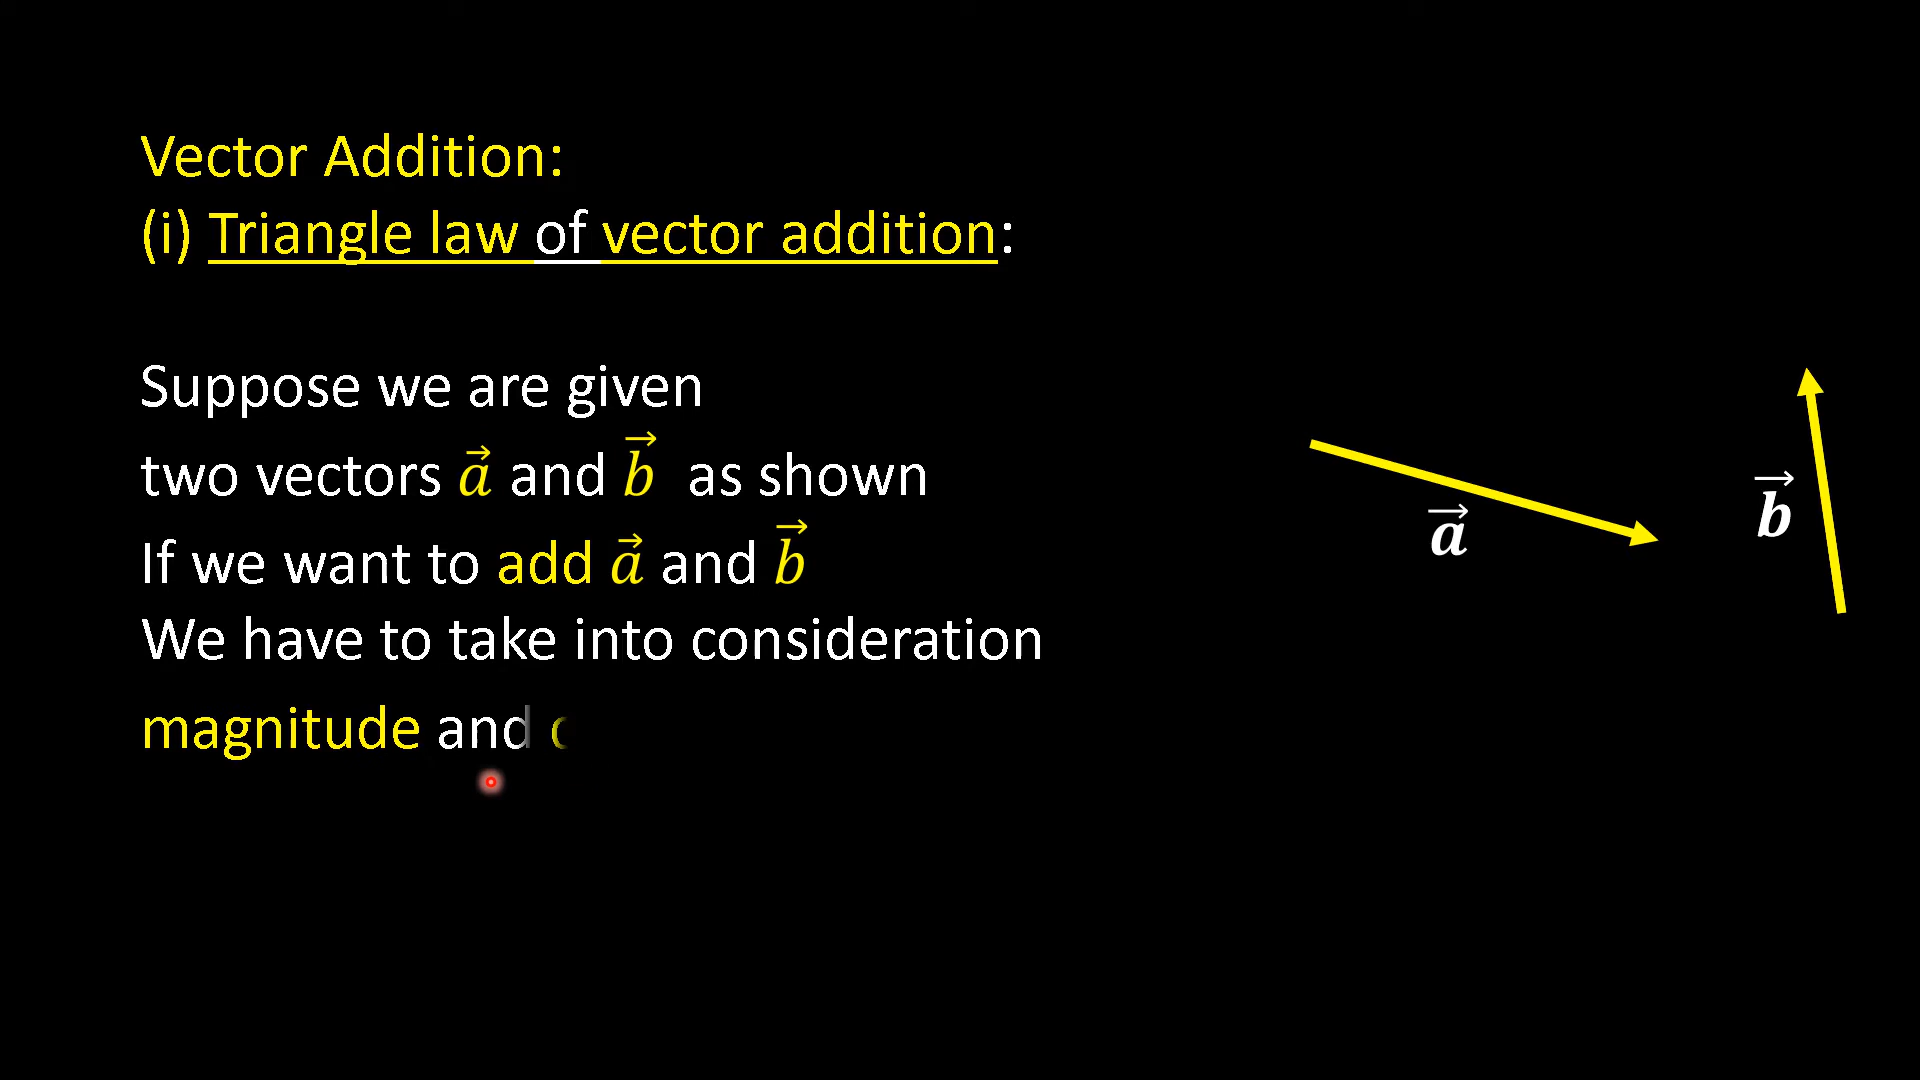 Vector Addition:
(i) Triangle law of vector addition:
Suppose we are given
two vectors a⃗ and b⃗ as shown
If we want to add a⃗ and b⃗
We have to take into consideration
magnitude and
a⃗
b⃗